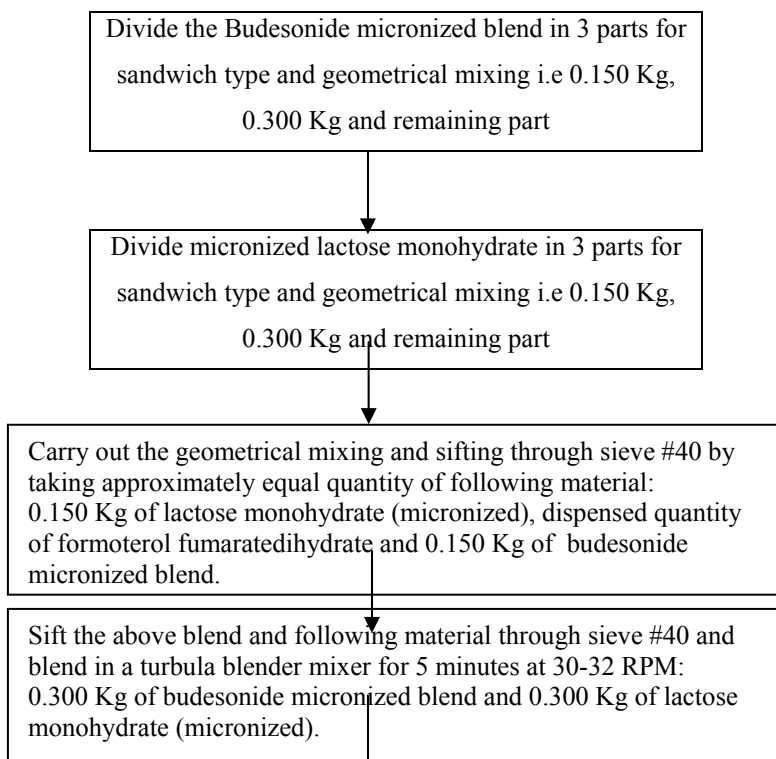 Divide the Budesonide micronized blend in 3 parts for
sandwich type and geometrical mixing i.e 0.150 Kg,
0.300 Kg and remaining part
Divide micronized lactose monohydrate in 3 parts for
sandwich type and geometrical mixing i.e 0.150 Kg,
0.300 Kg and remaining part
Carry out the geometrical mixing and sifting through sieve #40 by
taking approximately equal quantity of following material:
0.150 Kg of lactose monohydrate (micronized), dispensed quantity
of formoterol fumaratedihydrate and 0.150 Kg of budesonide
micronized blend.
Sift the above blend and following material through sieve #40 and
blend in a turbula blender mixer for 5 minutes at 30-32 RPM:
0.300 Kg of budesonide micronized blend and 0.300 Kg of lactose
monohydrate (micronized).